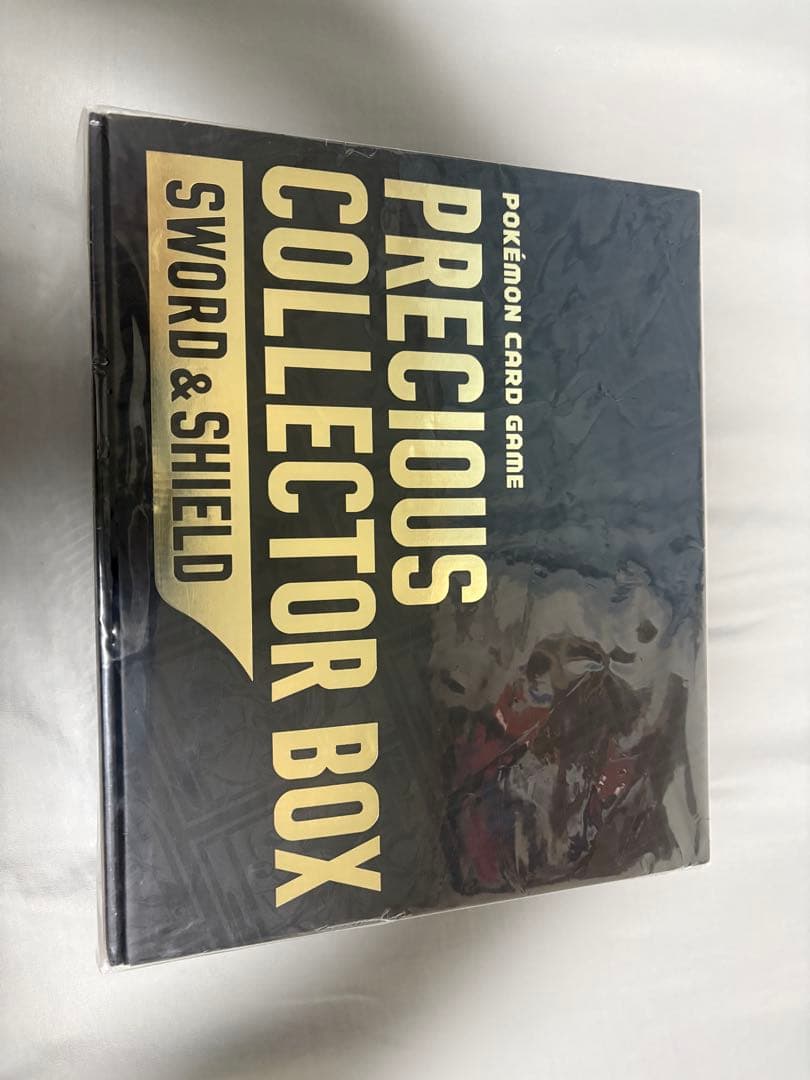 POKÉMON CARD GAME
PRECIOUS
COLLECTOR BOX
SWORD & SHIELD